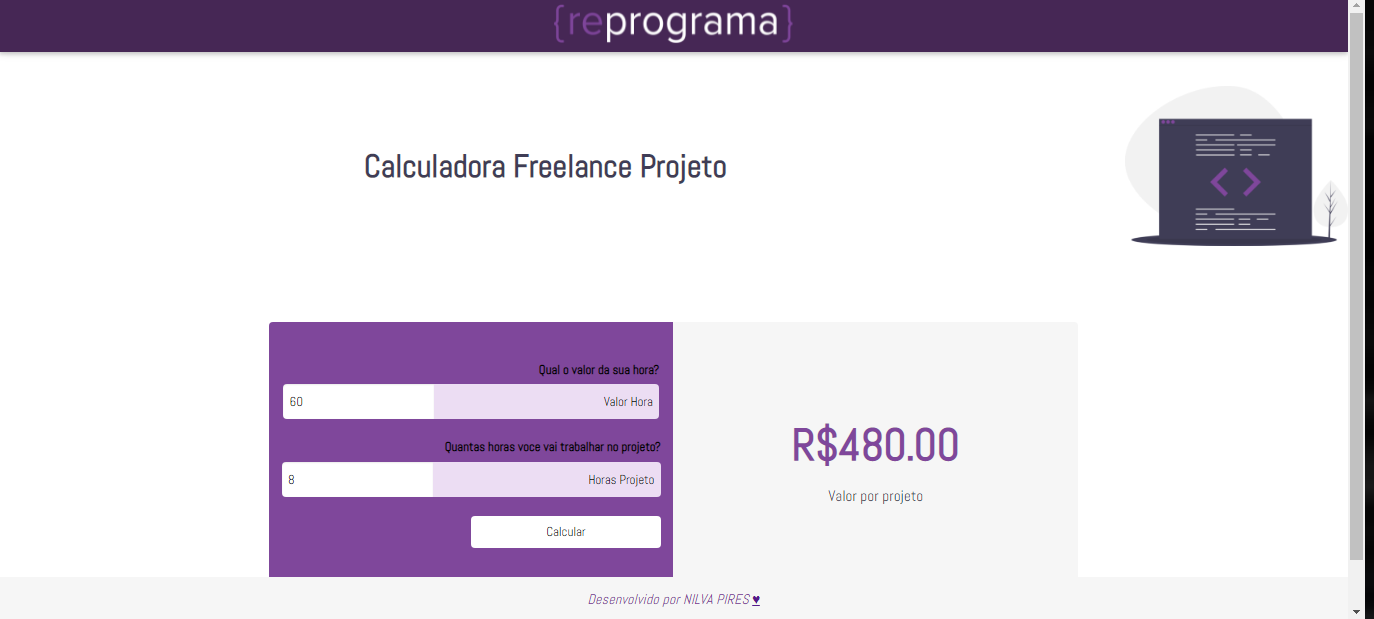 {reprograma}
Calculadora Freelance Projeto
Qual o valor da sua hora?
60 Valor Hora
Quantas horas voce vai trabalhar no projeto?
8 Horas Projeto
Calcular
R$480.00
Valor por projeto
Desenvolvido por NILVA PIRES ♥